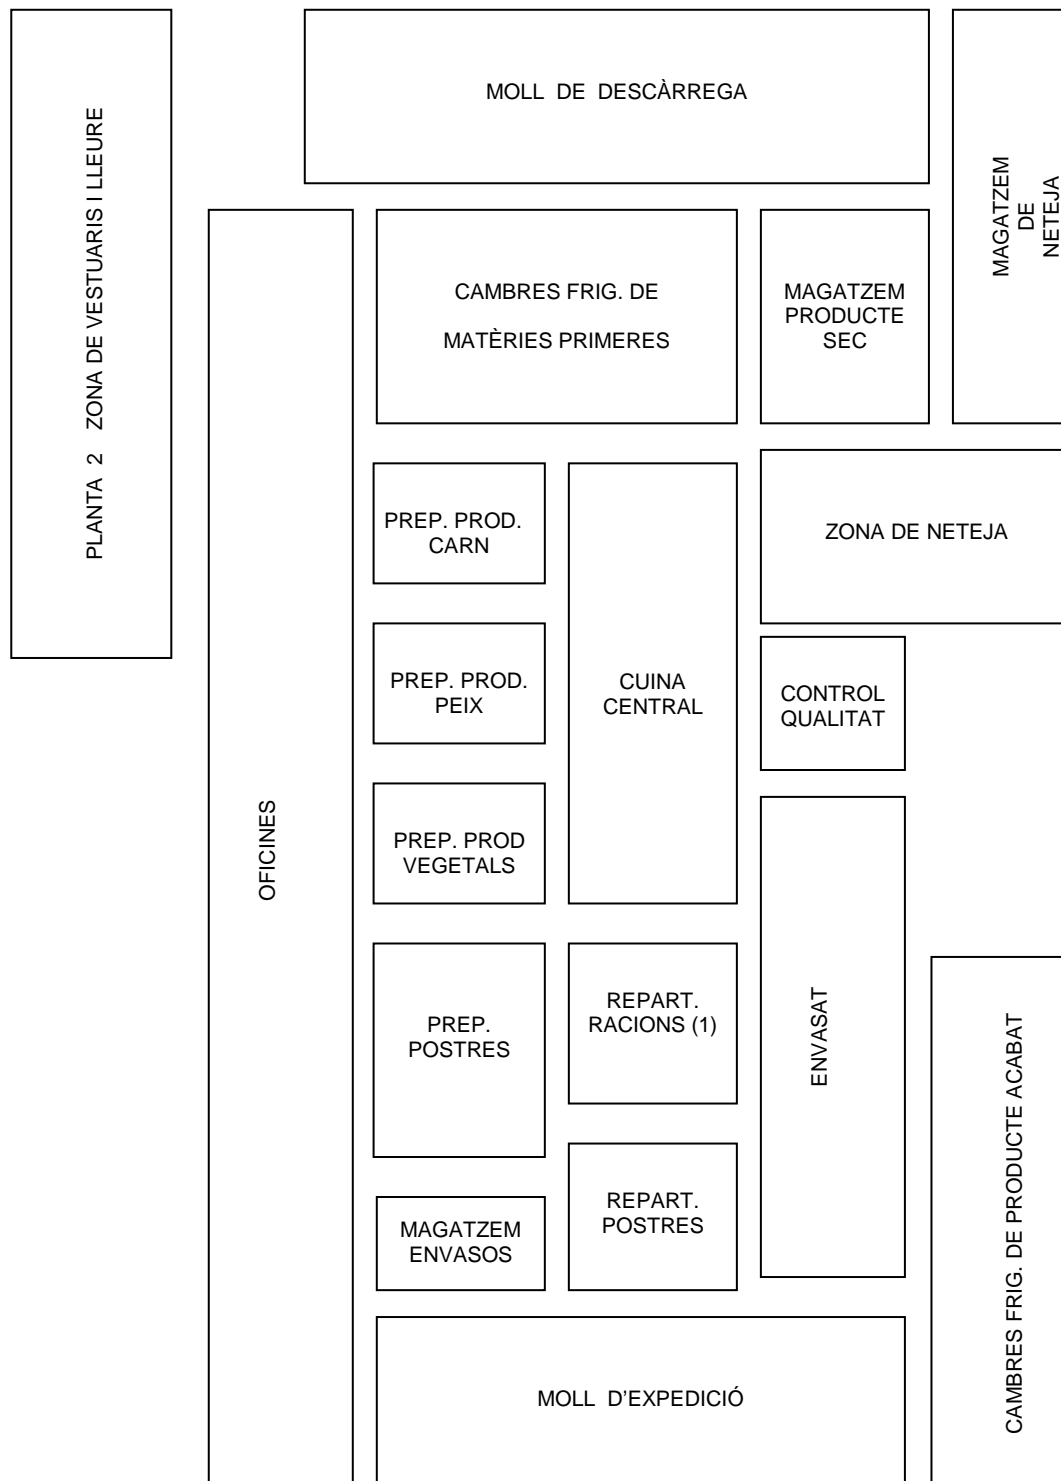 MOLL DE DESCÀRREGA
PLANTA 2 ZONA DE VESTUARIS I LLEURE
MAGATZEM
DE
NETEJA
CAMBRES FRIG. DE
MATÈRIES PRIMERES
MAGATZEM
PRODUCTE
SEC
PREP. PROD.
CARN
ZONA DE NETEJA
PREP. PROD.
PEIX
CUINA
CENTRAL
CONTROL
QUALITAT
OFICINES
PREP. PROD
VEGETALS
PREP.
POSTRES
REPART.
RACIONS (1)
ENVASAT
CAMBRES FRIG. DE PRODUCTE ACABAT
MAGATZEM
ENVASOS
REPART.
POSTRES
MOLL D'EXPEDICIÓ